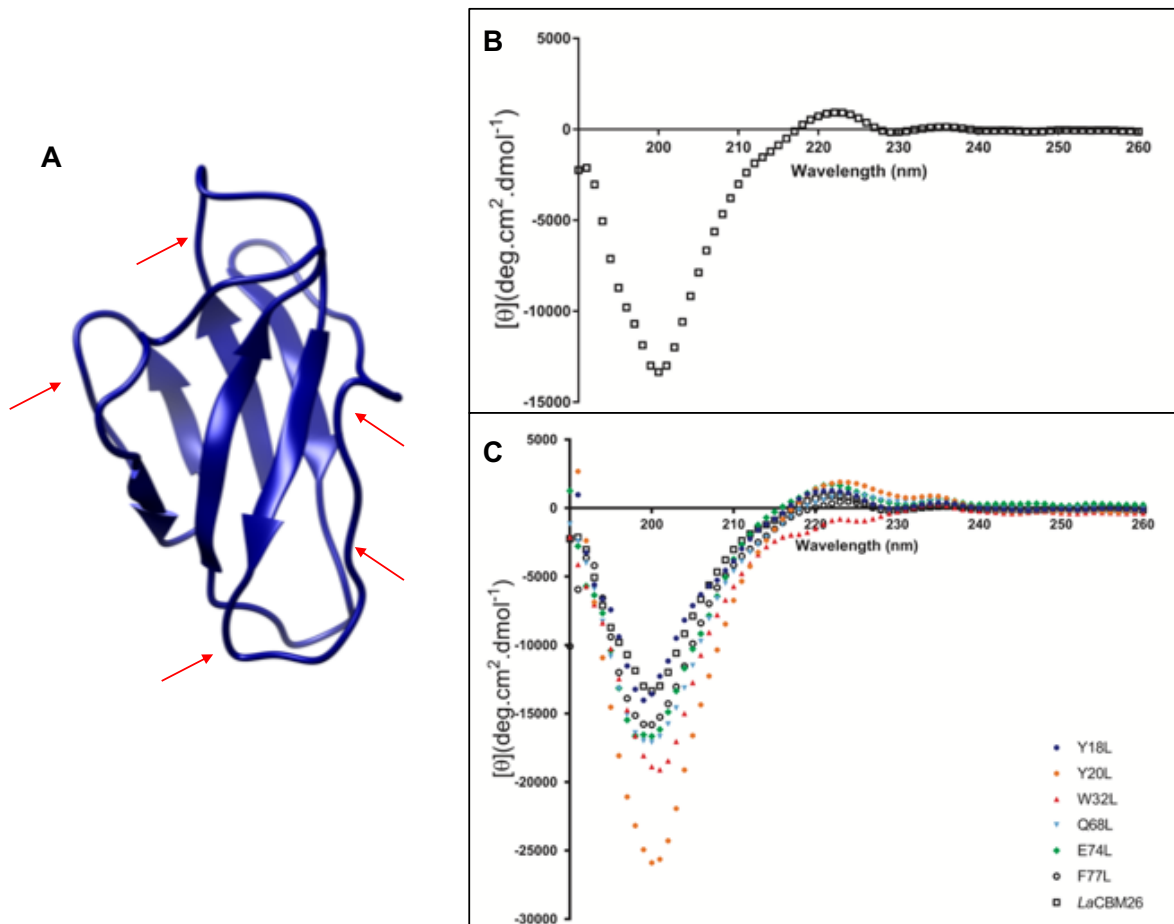 A
B
5000
0
-5000
-10000
-15000
200
210
220
230
240
250
260
Wavelength (nm)
[θ](deg.cm².dmol⁻¹)
C
5000
0
-5000
-10000
-15000
-20000
-25000
-30000
200
210
220
230
240
250
260
Wavelength (nm)
[θ](deg.cm².dmol⁻¹)
Y18L
Y20L
W32L
Q68L
E74L
F77L
LaCBM26